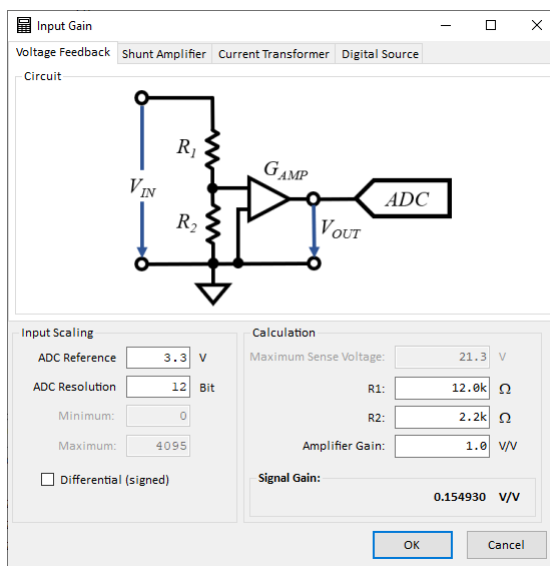 Input Gain
Voltage Feedback Shunt Amplifier Current Transformer Digital Source
Circuit
R1
GAMP
VIN
ADC
R2
VOUT
Input Scaling
ADC Reference 3.3 V
ADC Resolution 12 Bit
Minimum: 0
Maximum: 4095
Differential (signed)
Calculation
Maximum Sense Voltage: 21.3 V
R1: 12.0k Ω
R2: 2.2k Ω
Amplifier Gain: 1.0 V/V
Signal Gain:
0.154930 V/V
OK Cancel